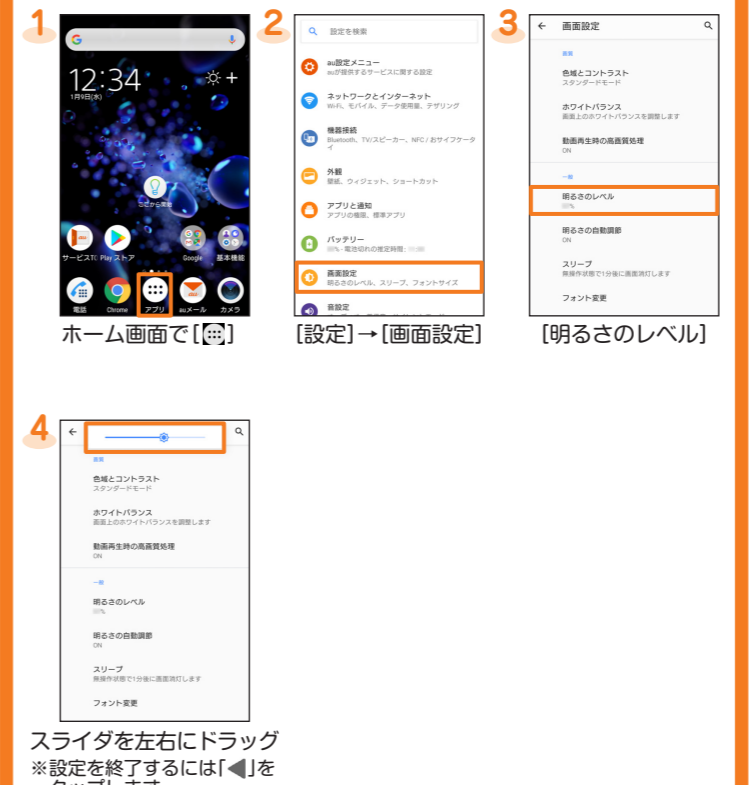 1
G
12:34
1月9日(水)
ここから開始
Play ストア
Google
基本機能
電話
Chrome
アプリ
auメール
カメラ
ホーム画面で[ ]
2
設定を検索
au設定メニュー
auが提供するサービスに関する設定
ネットワークとインターネット
Wi-Fi、モバイル、データ使用量、テザリング
機器接続
Bluetooth、TV/スピーカー、NFC / おサイフケータ
イ
外観
壁紙、ウィジェット、ショートカット
アプリと通知
アプリの権限、標準アプリ
バッテリー
画面設定
明るさのレベル、スリープ、フォントサイズ
音設定
[設定]→[画面設定]
3
画面設定
画面
色域とコントラスト
スタンダードモード
ホワイトバランス
画面上のホワイトバランスを調整します
動画再生時の高画質処理
ON
一般
明るさのレベル
%
明るさの自動調節
ON
スリープ
無操作状態で1分後に画面消灯します
フォント変更
[明るさのレベル]
4
画面
色域とコントラスト
スタンダードモード
ホワイトバランス
画面上のホワイトバランスを調整します
動画再生時の高画質処理
ON
一般
明るさのレベル
%
明るさの自動調節
ON
スリープ
無操作状態で1分後に画面消灯します
フォント変更
スライダを左右にドラッグ
※設定を終了するには「◀」を
タップします